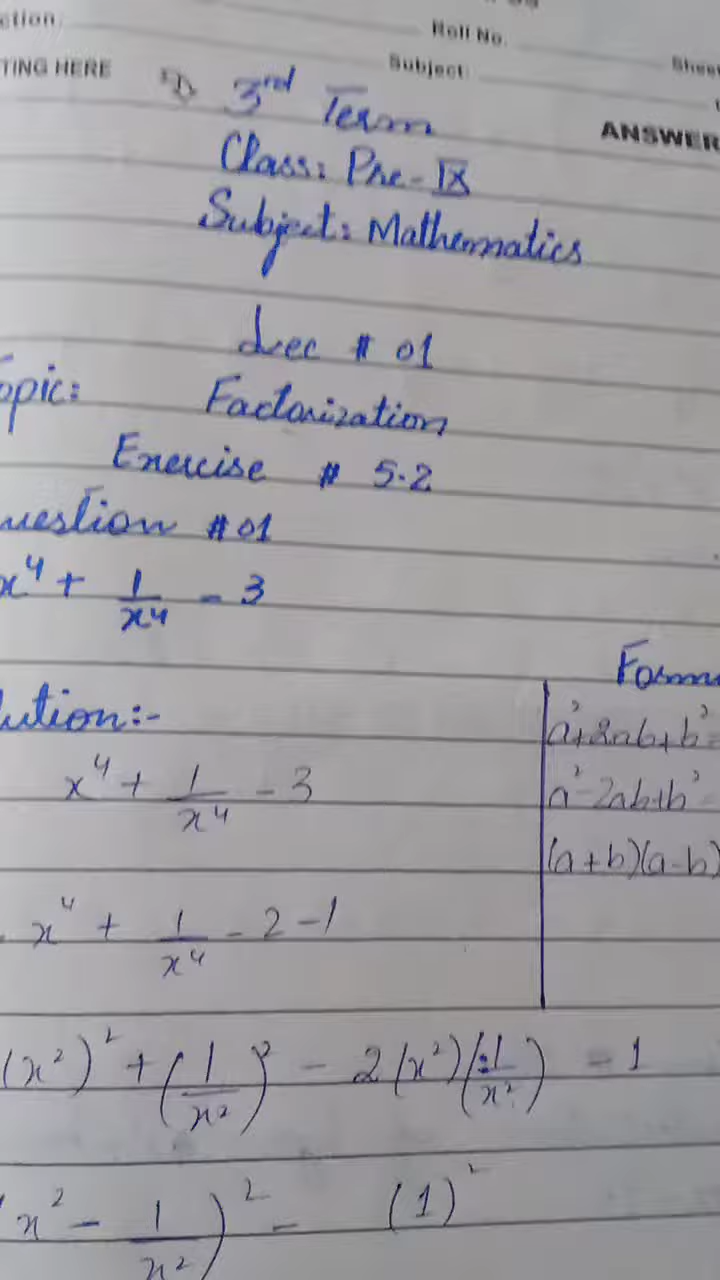 ction:
Roll No.
Shee
TING HERE
Subject:
ANSWER
3rd Term
Class: Pre-IX
Subject: Mathematics
Lec # 01
opic: Factorization
Exercise # 5.2
uestion #01
x⁴ + 1/x⁴ - 3
lution:-
Form
x⁴ + 1/x⁴ - 3
a²+2ab+b²=
a²-2ab+b²=
(a+b)(a-b)
x⁴ + 1/x⁴ - 2 - 1
(x²)² + (1/x²)² - 2(x²)(1/x²) - 1
(x² - 1/x²)² - (1)²